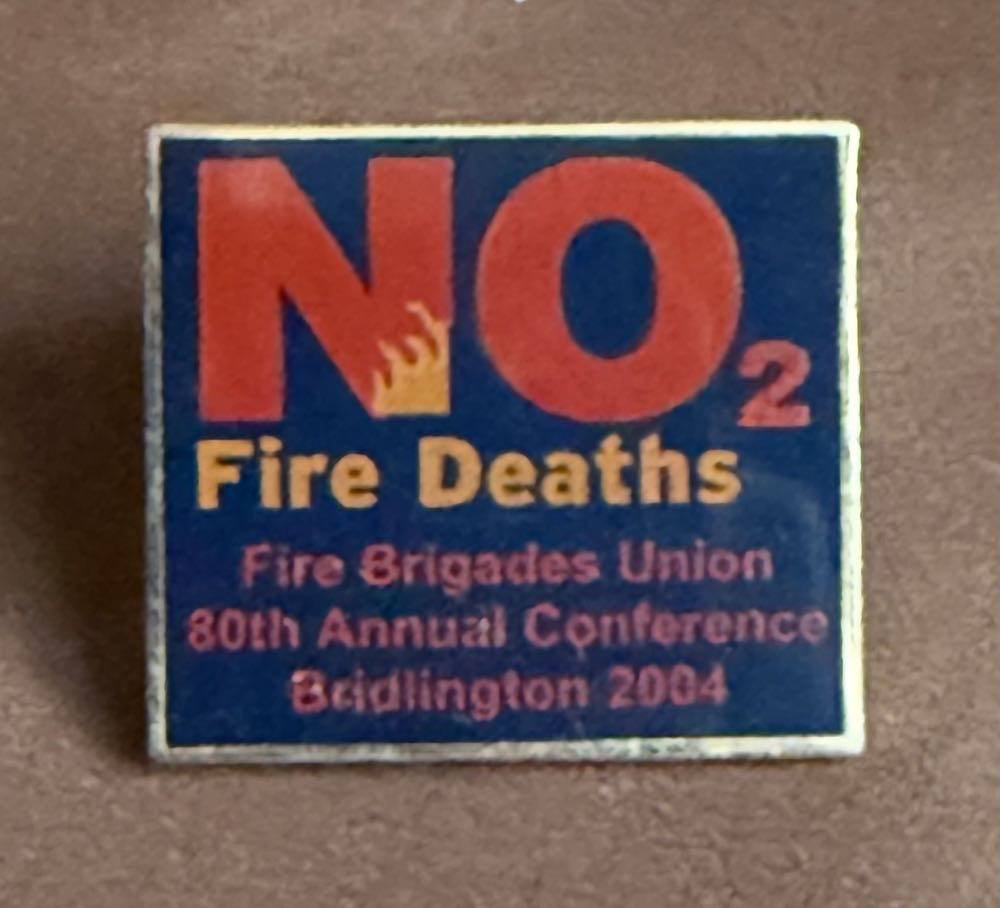 NO₂
Fire Deaths
Fire Brigades Union
80th Annual Conference
Bridlington 2004